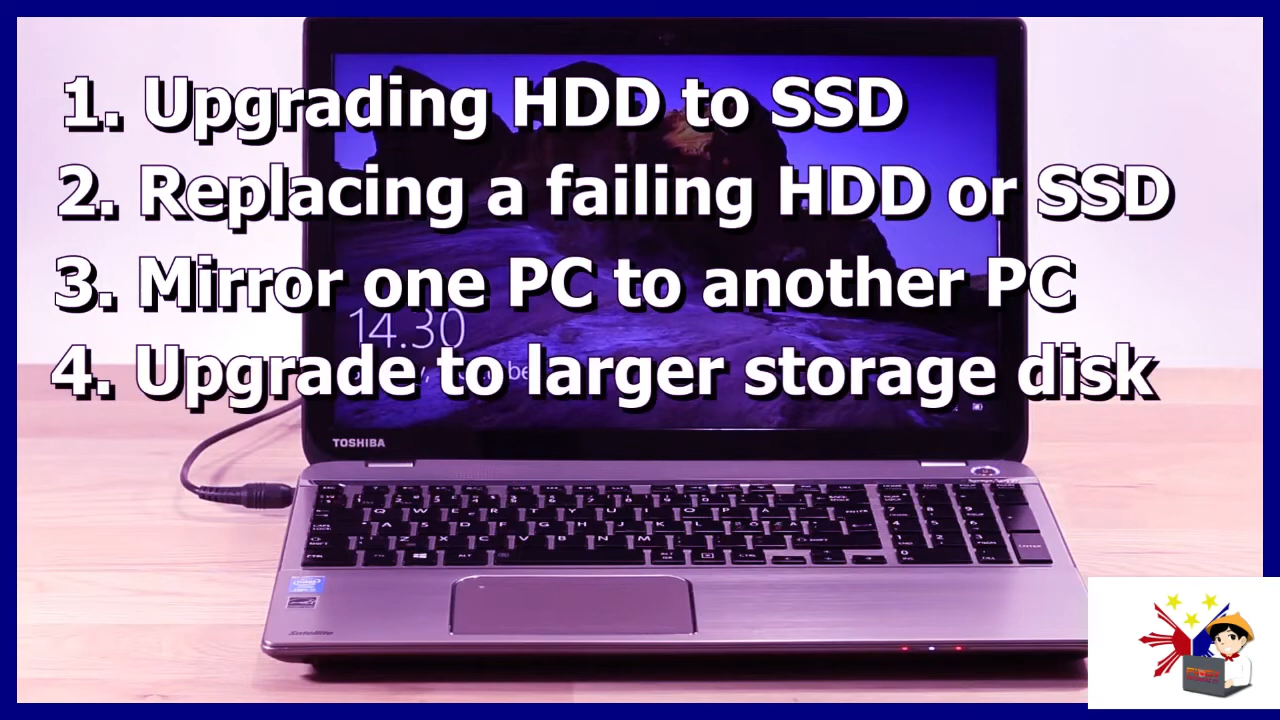 1. Upgrading HDD to SSD
2. Replacing a failing HDD or SSD
3. Mirror one PC to another PC
14.30
4. Upgrade to larger storage disk
TOSHIBA
Q W E R T Y U I O P
A S D F G H J K L
Z X C V B N M
Satellite